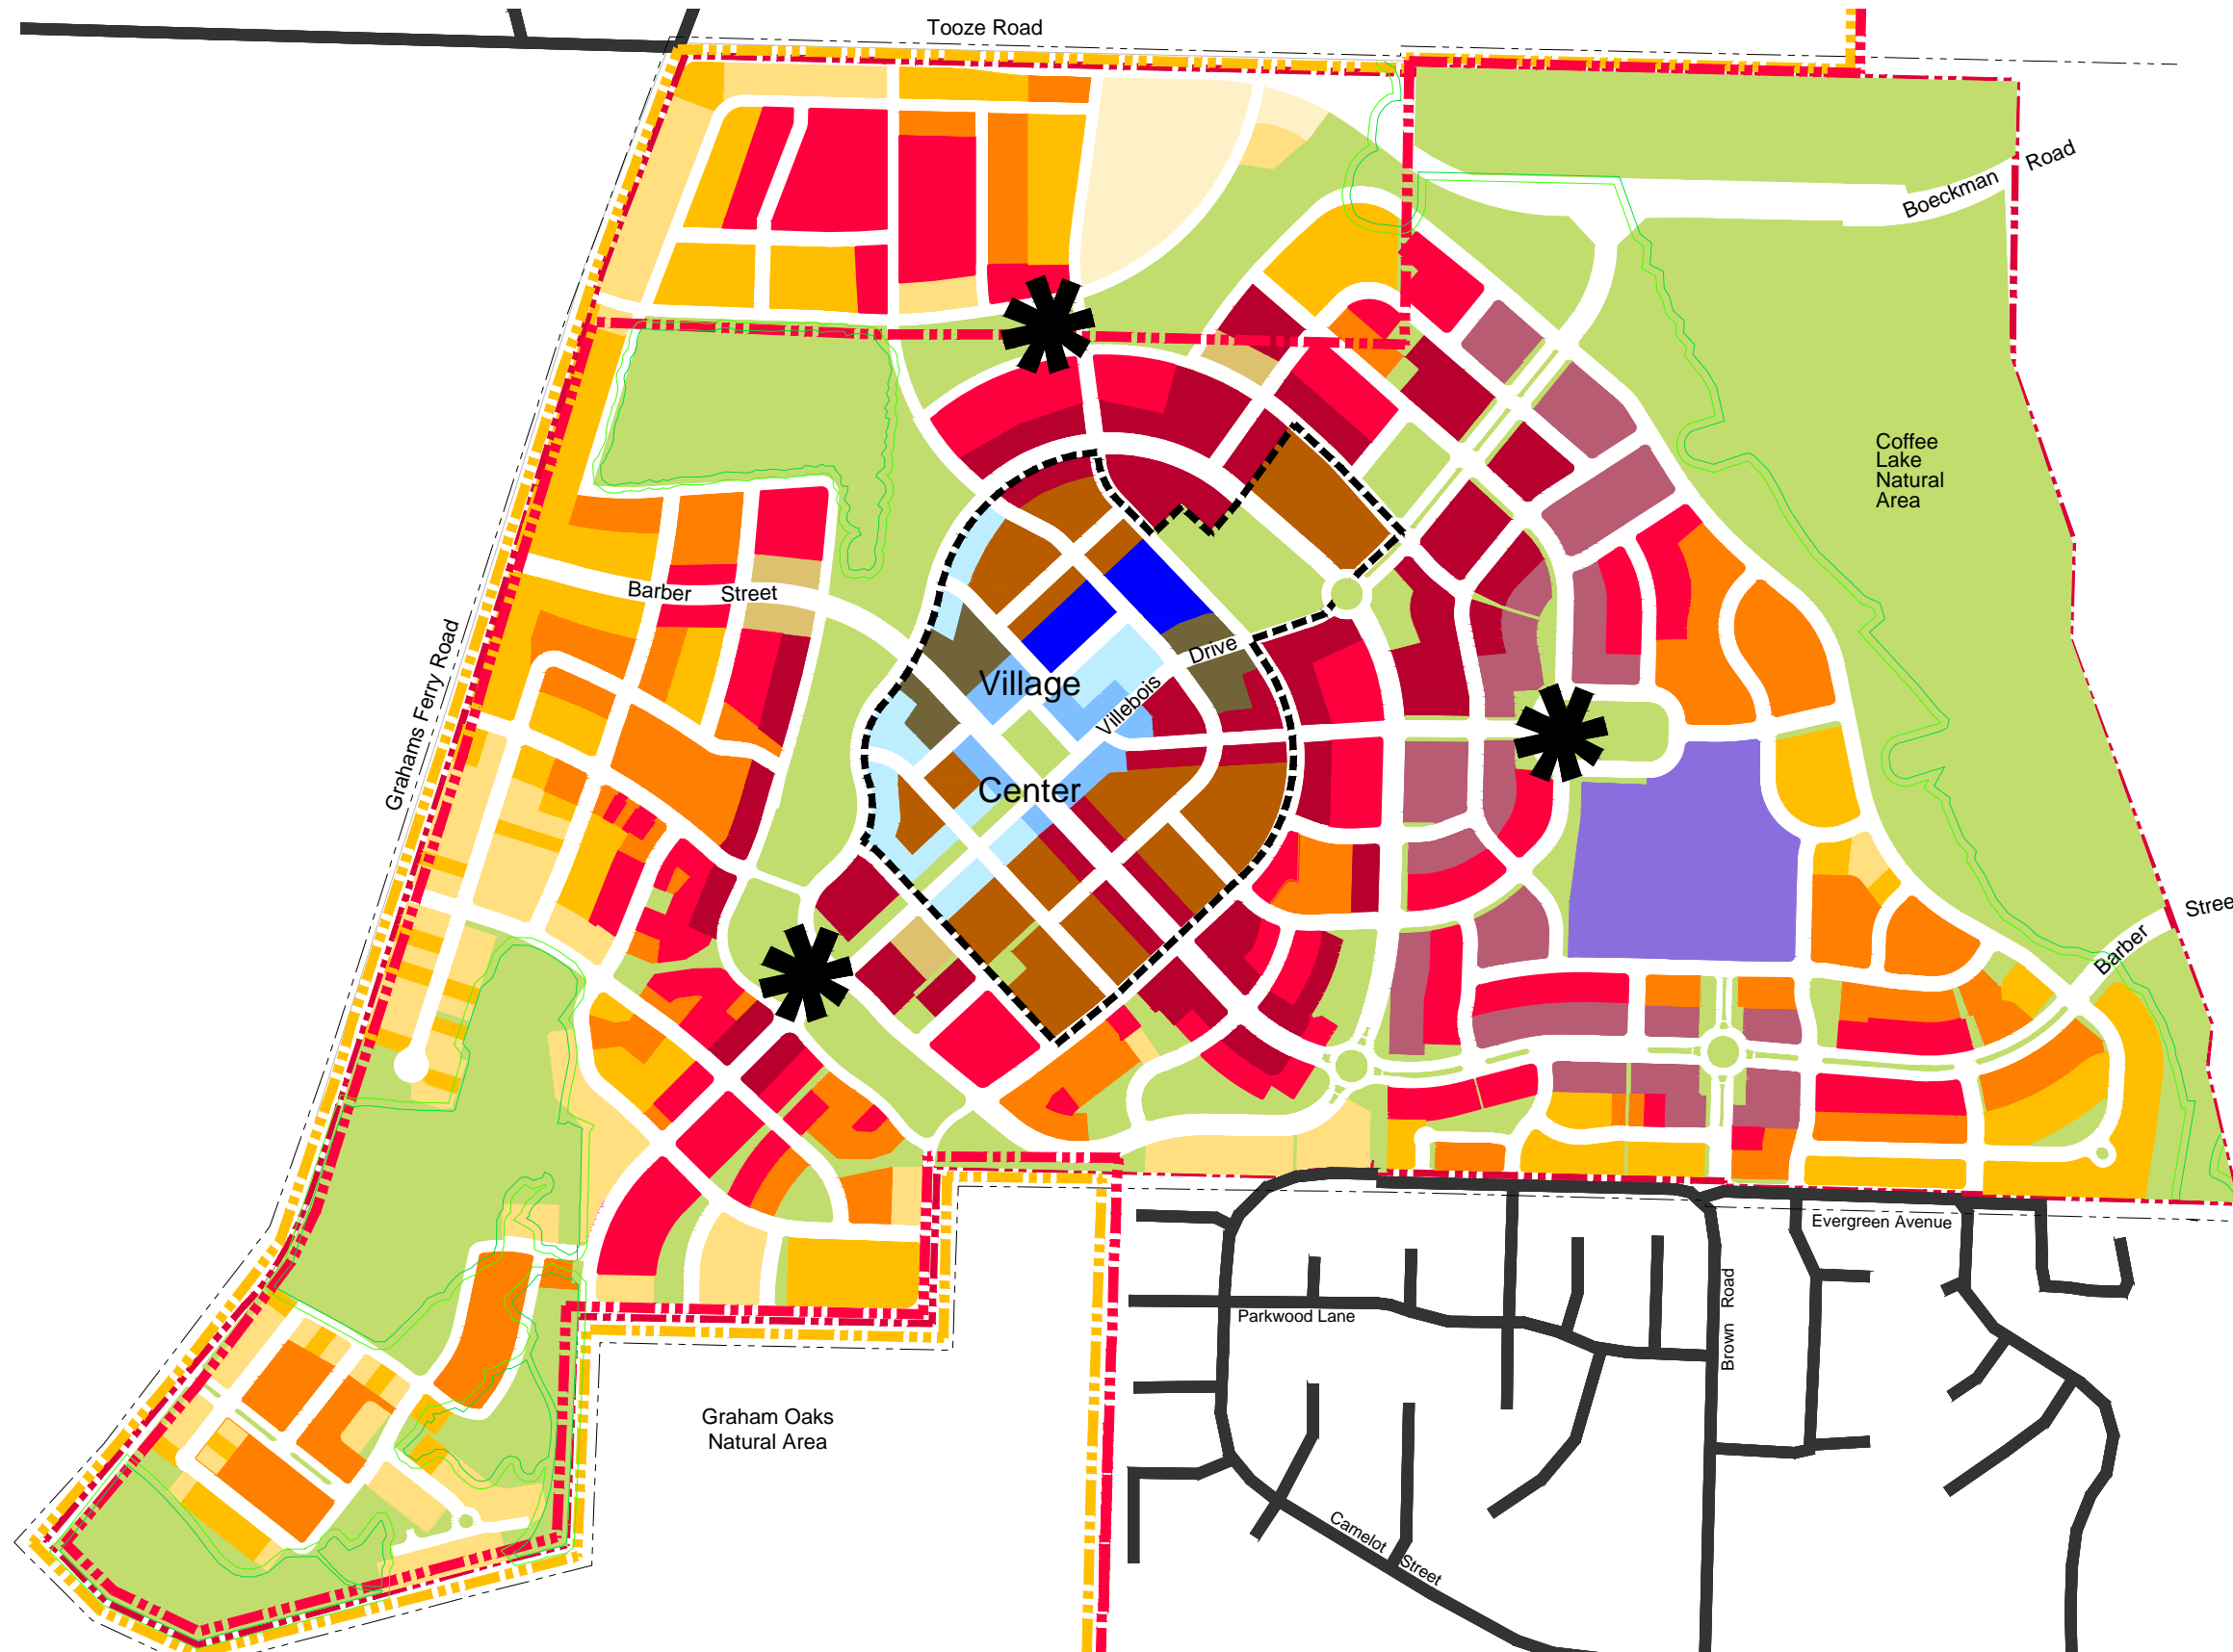 Tooze Road
Boeckman Road
Coffee
Lake
Natural
Area
Barber Street
Grahams Ferry Road
Village
Center
Villebois Drive
Barber Stree
Evergreen Avenue
Parkwood Lane
Brown Road
Graham Oaks
Natural Area
Camelot Street